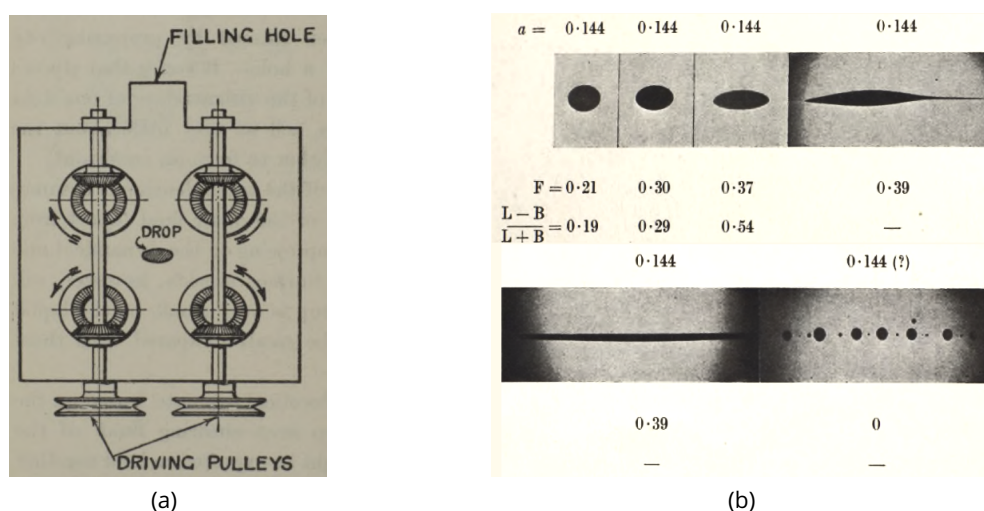 FILLING HOLE
DROP
DRIVING PULLEYS
(a)
a = 0·144 0·144 0·144 0·144
F = 0·21 0·30 0·37 0·39
L − B
L + B = 0·19 0·29 0·54 —
0·144 0·144 (?)
0·39 0
— —
(b)